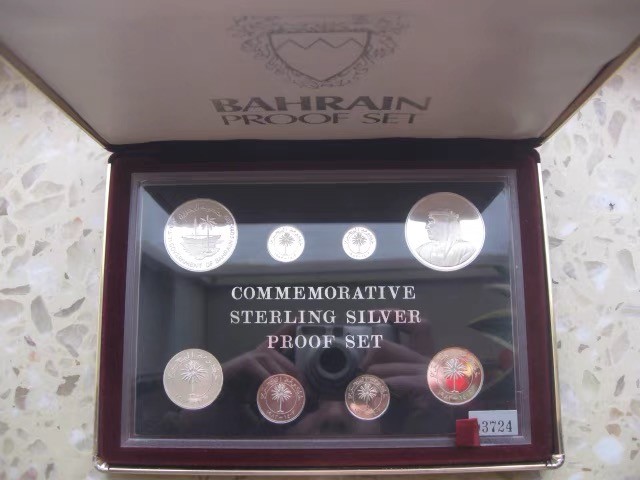 BAHRAIN
PROOF SET
COMMEMORATIVE
STERLING SILVER
PROOF SET
3724